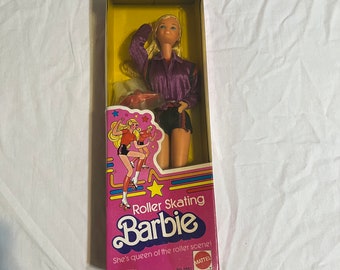 Roller Skating
Barbie
She's queen of the roller scene!
MATTEL